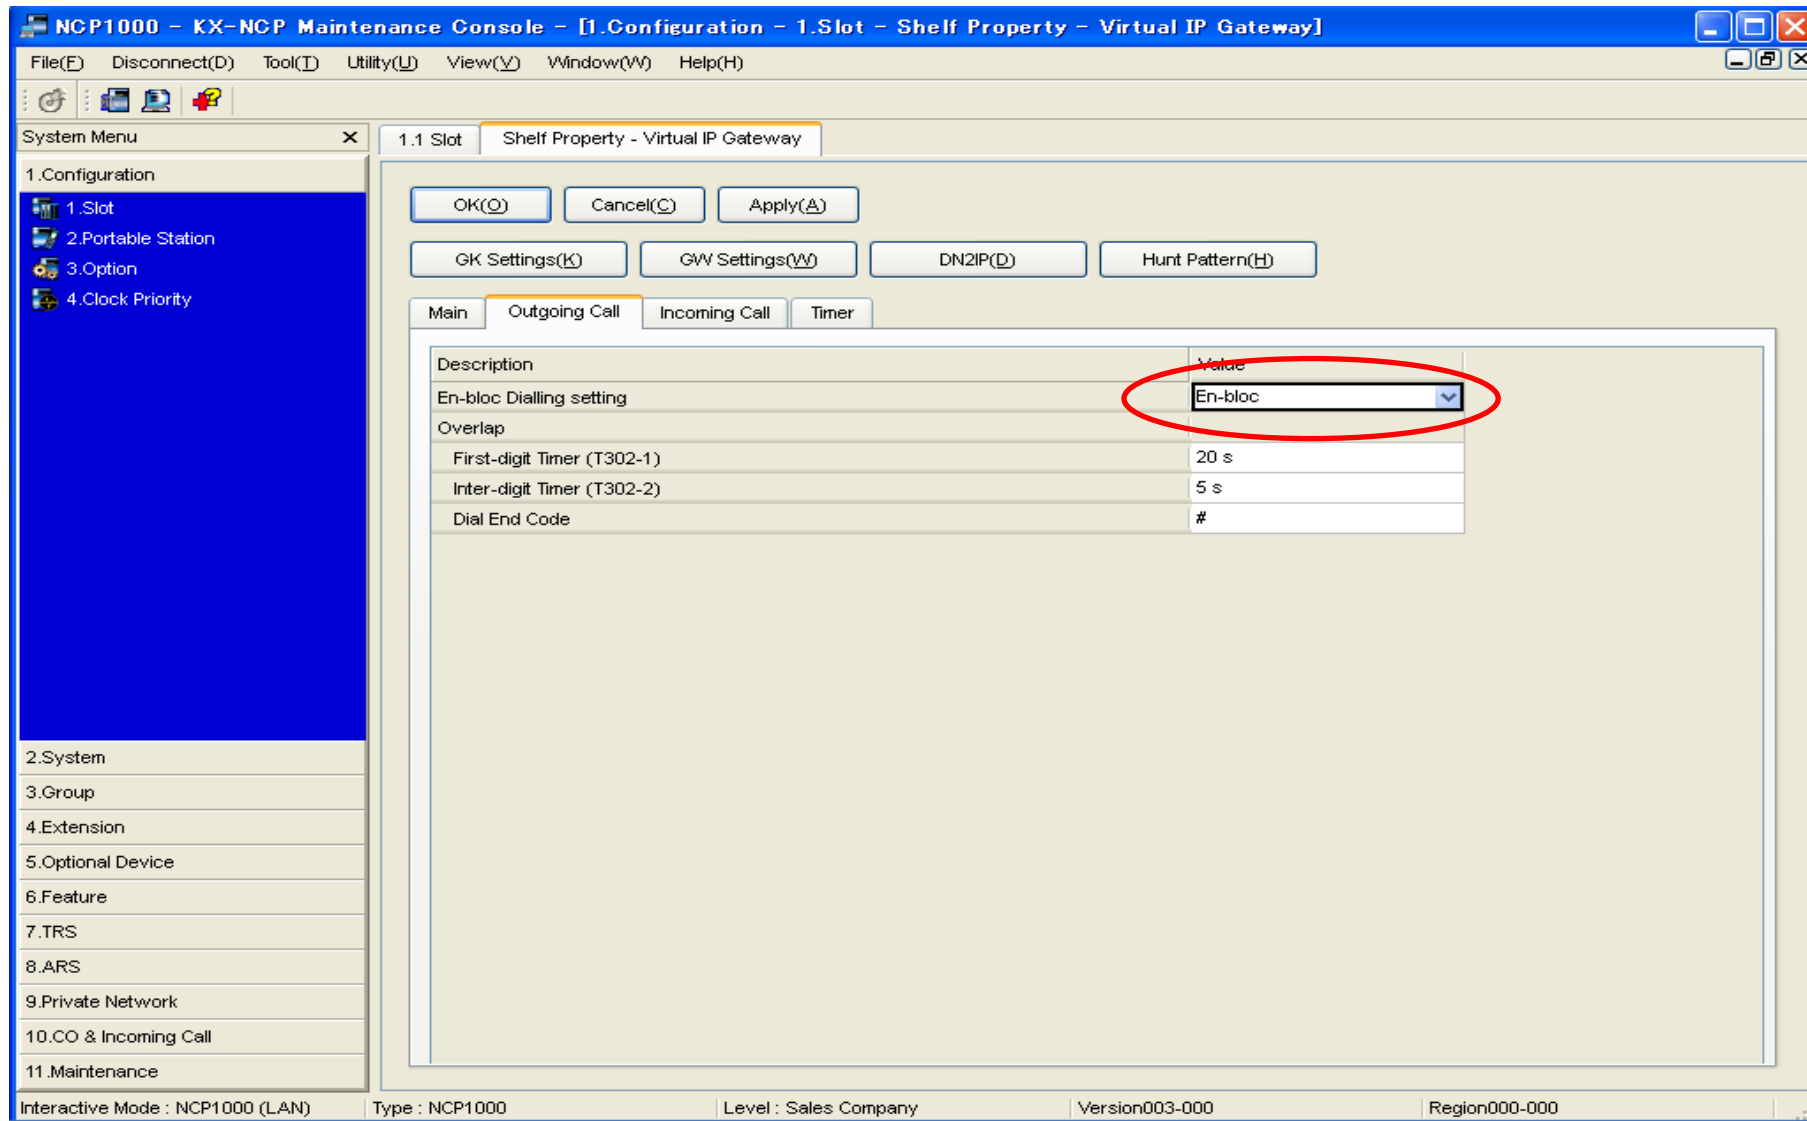 NCP1000 - KX-NCP Maintenance Console - [1.Configuration - 1.Slot - Shelf Property - Virtual IP Gateway]
File(F) Disconnect(D) Tool(T) Utility(U) View(V) Window(W) Help(H)
System Menu
1.1 Slot Shelf Property - Virtual IP Gateway
1.Configuration
1.Slot
2.Portable Station
3.Option
4.Clock Priority
OK(O) Cancel(C) Apply(A)
GK Settings(K) GW Settings(W) DN2IP(D) Hunt Pattern(H)
Main Outgoing Call Incoming Call Timer
Description Value
En-bloc Dialling setting En-bloc
Overlap
First-digit Timer (T302-1) 20 s
Inter-digit Timer (T302-2) 5 s
Dial End Code #
2.System
3.Group
4.Extension
5.Optional Device
6.Feature
7.TRS
8.ARS
9.Private Network
10.CO & Incoming Call
11.Maintenance
Interactive Mode : NCP1000 (LAN) Type : NCP1000 Level : Sales Company Version003-000 Region000-000